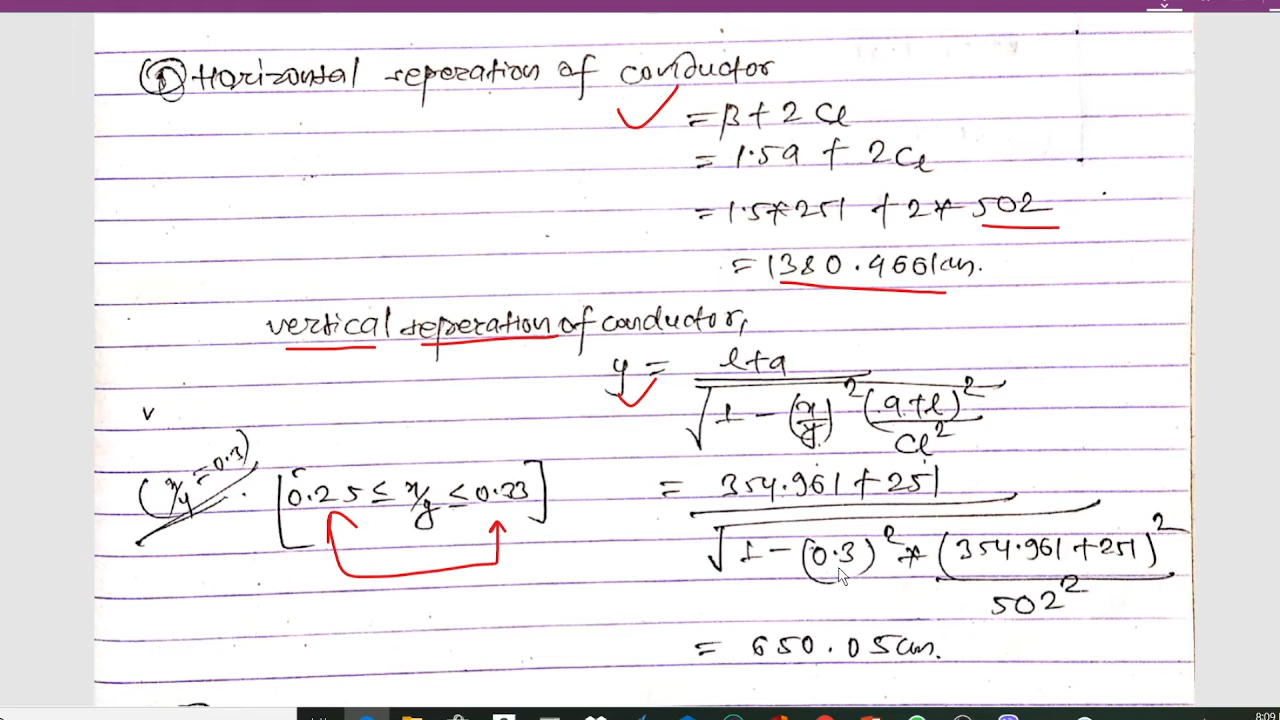 ① Horizontal seperation of conductor
= β + 2 Cl
= 1.5a + 2Cl
= 1.5*251 + 2* 502
= 1380.4661cm.
vertical seperation of conductor,
y = l+a / √1 - (x/y)² (a+l)² / Cl²
v
(x/y = 0.3)
[0.25 ≤ x/y ≤ 0.33]
= 354.961 + 251 / √1 - (0.3)² * (354.961 + 251)² / 502²
= 650.05cm.
8:09